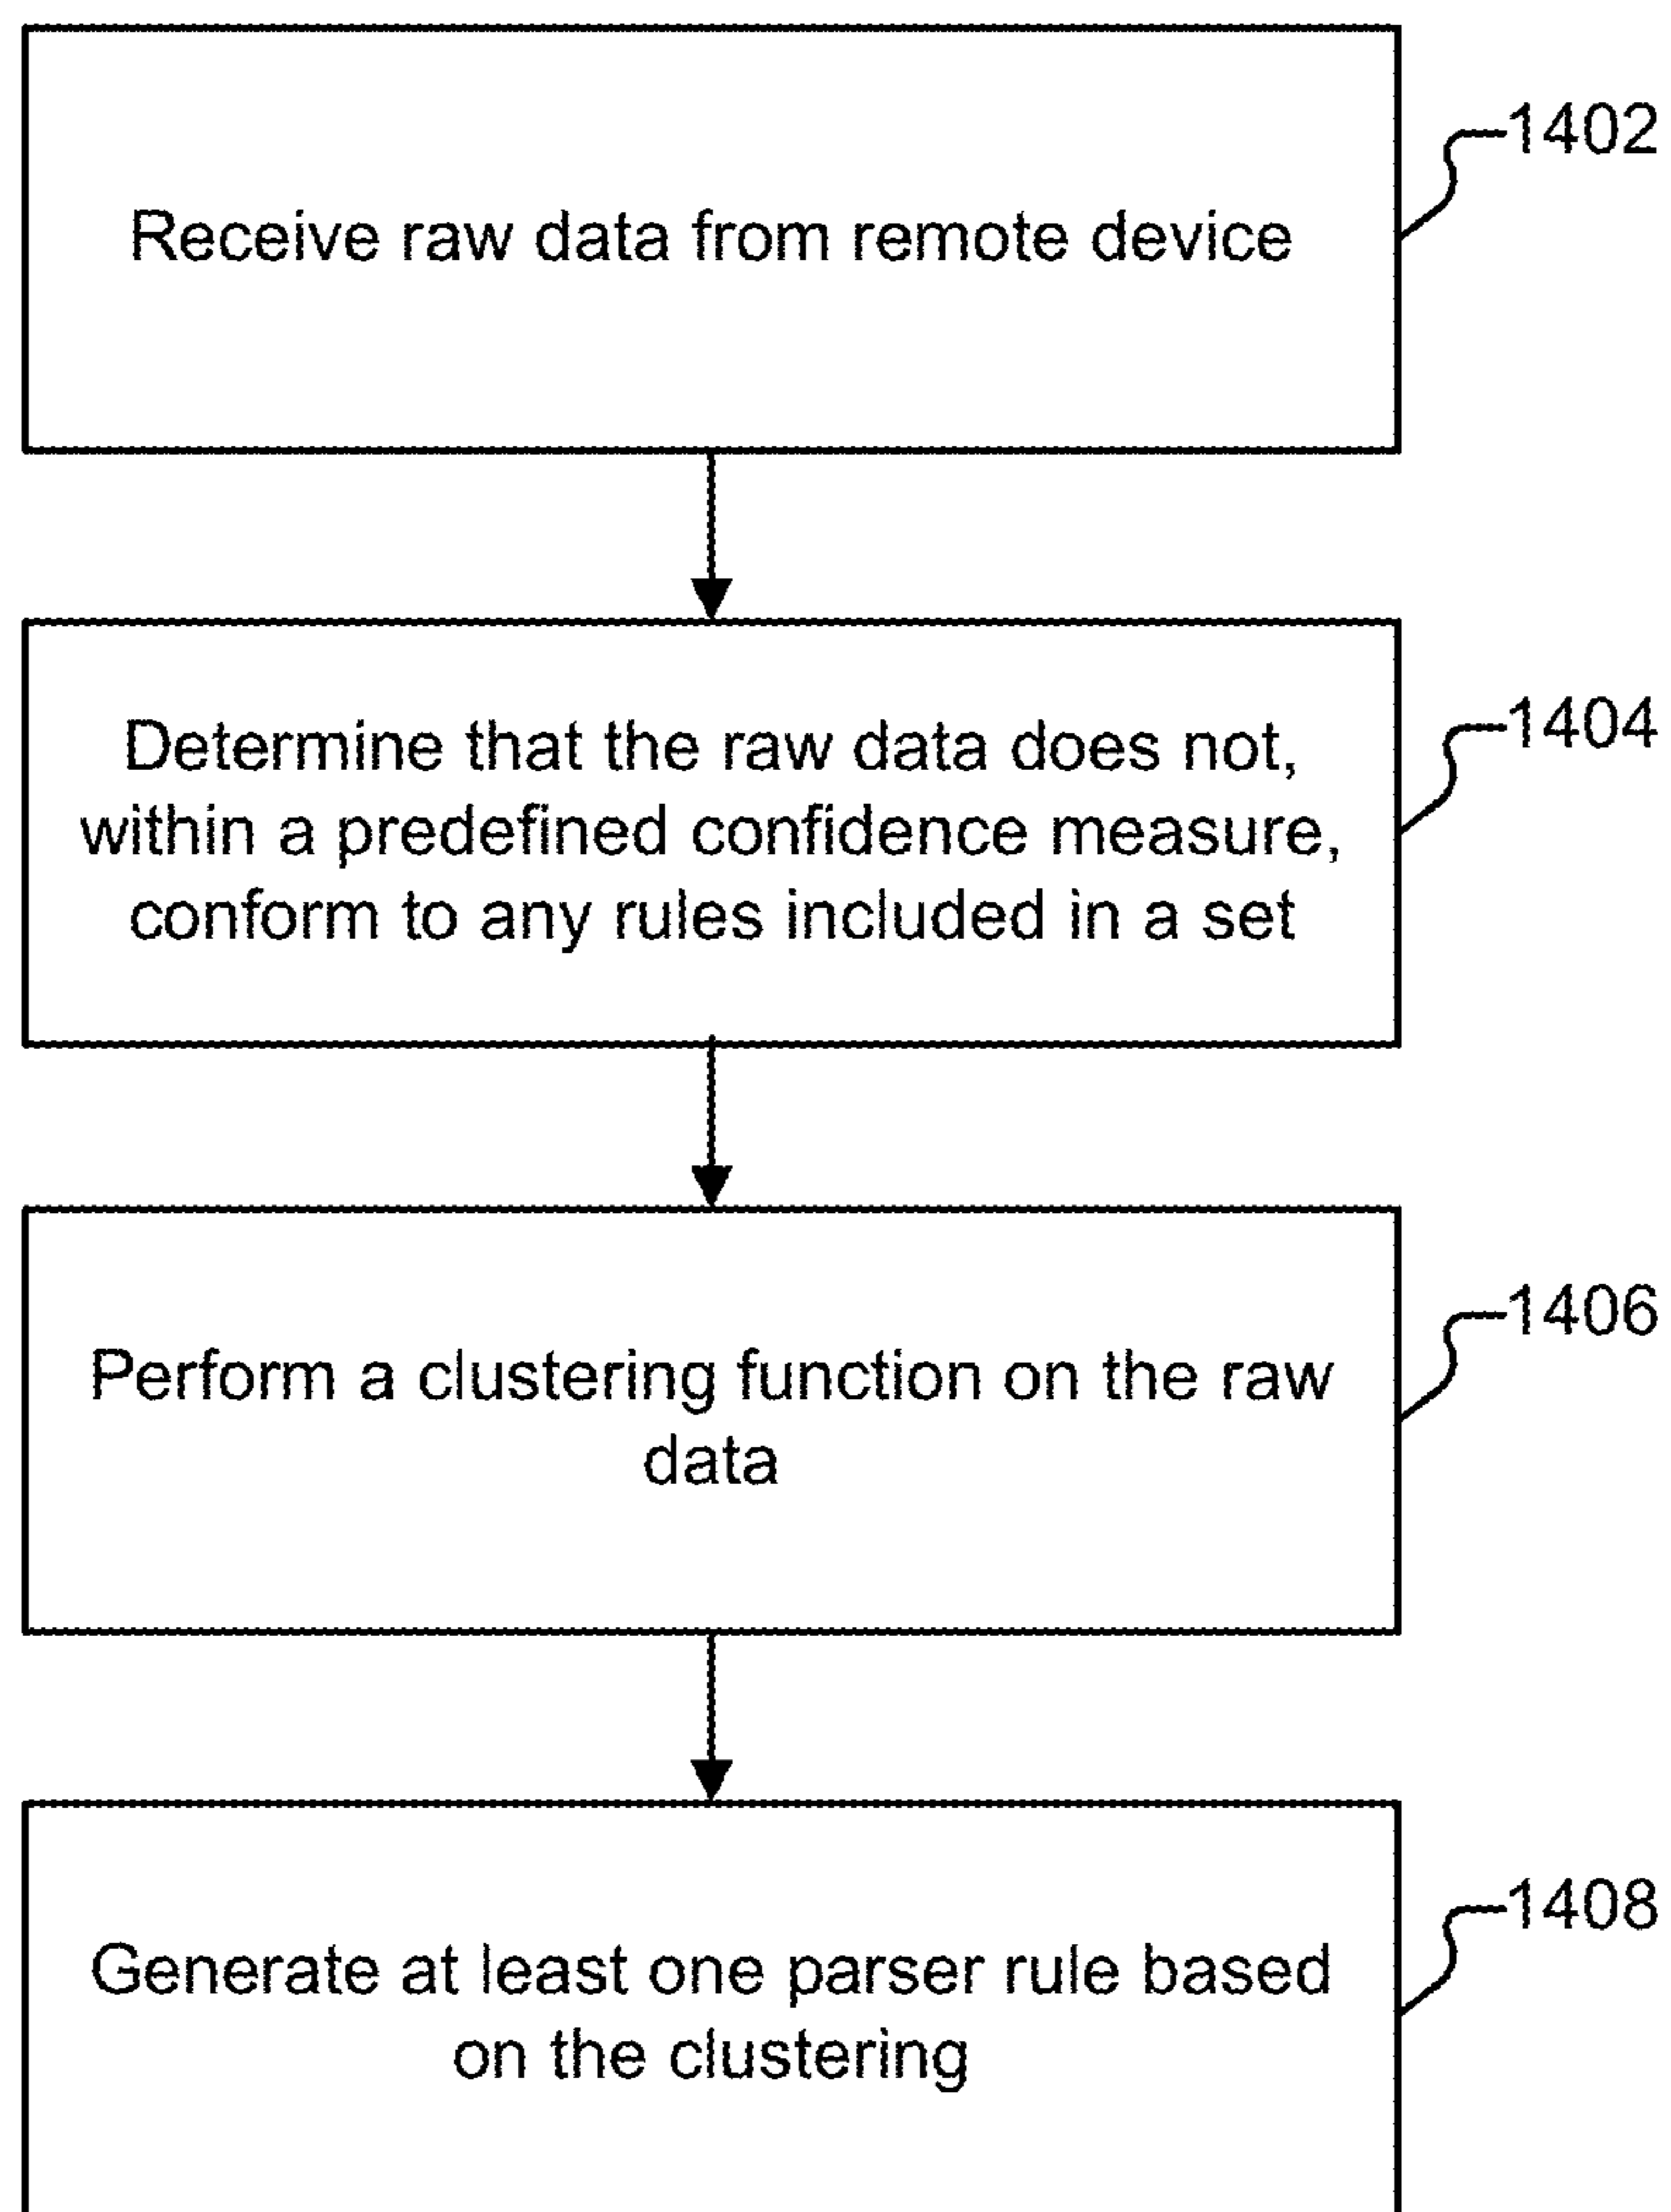 1402
Receive raw data from remote device
1404
Determine that the raw data does not,
within a predefined confidence measure,
conform to any rules included in a set
1406
Perform a clustering function on the raw
data
1408
Generate at least one parser rule based
on the clustering